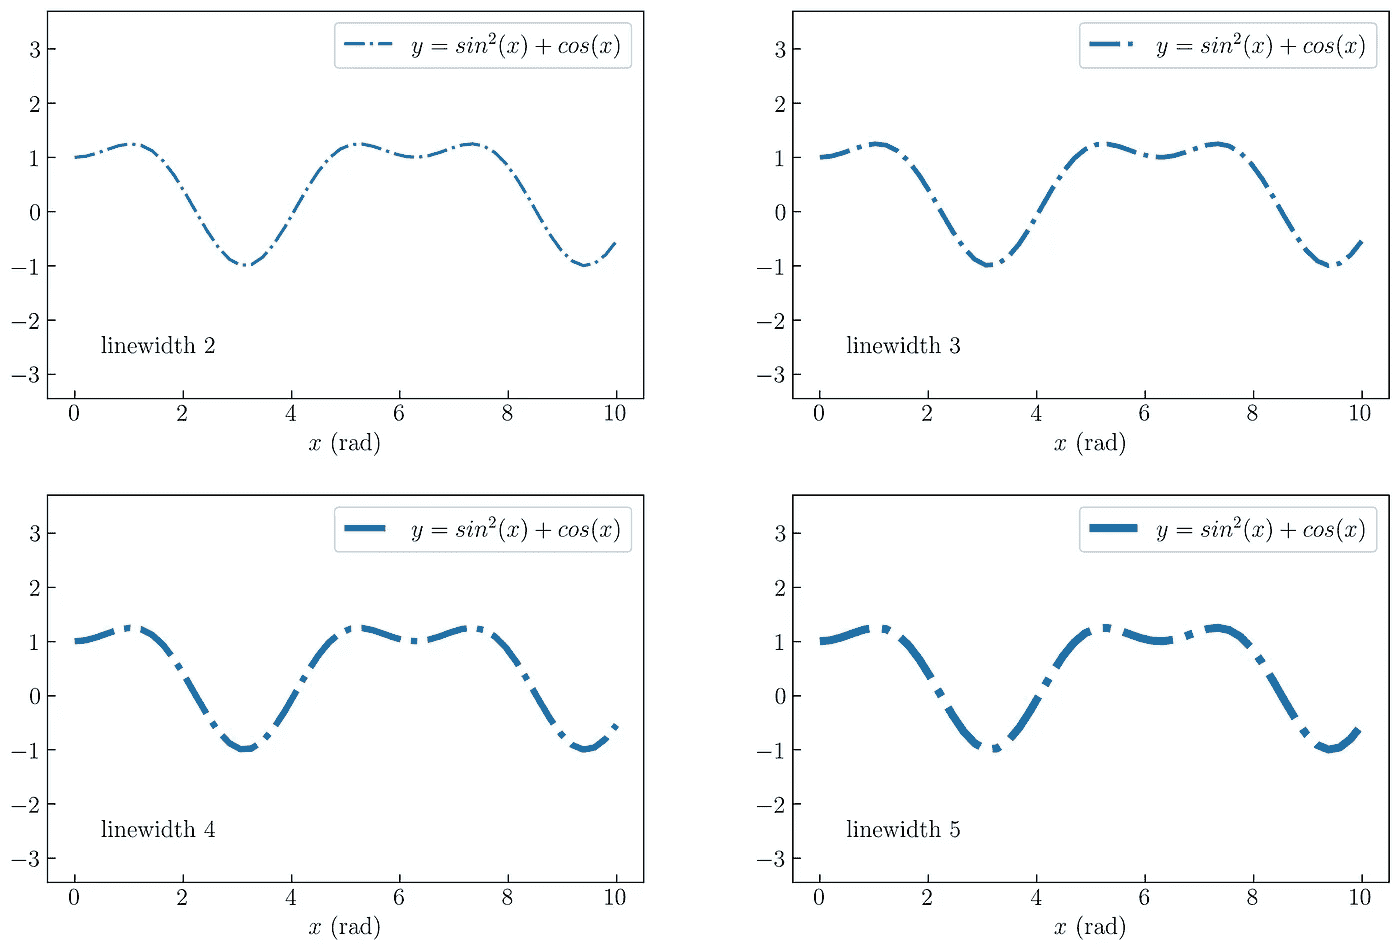 y = sin²(x) + cos(x)
3
2
1
0
−1
−2
−3
linewidth 2
0 2 4 6 8 10
x (rad)
y = sin²(x) + cos(x)
3
2
1
0
−1
−2
−3
linewidth 3
0 2 4 6 8 10
x (rad)
y = sin²(x) + cos(x)
3
2
1
0
−1
−2
−3
linewidth 4
0 2 4 6 8 10
x (rad)
y = sin²(x) + cos(x)
3
2
1
0
−1
−2
−3
linewidth 5
0 2 4 6 8 10
x (rad)